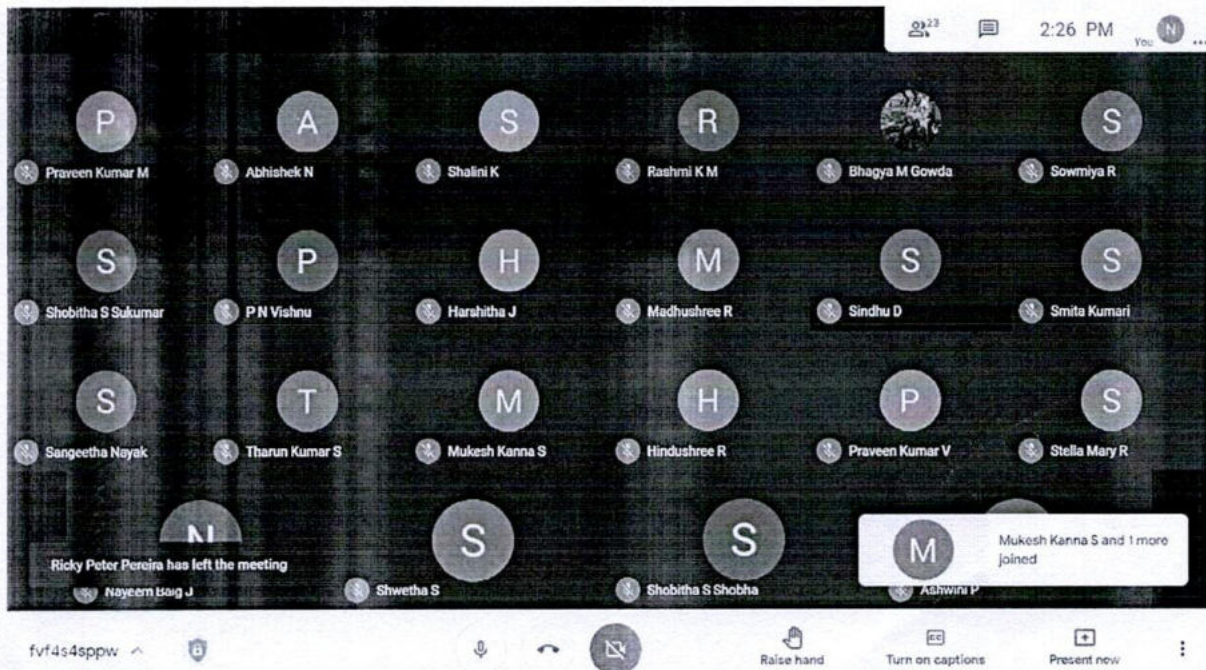 23 2:26 PM You N
P A S R S
Praveen Kumar M Abhishek N Shalini K Rashmi K M Bhagya M Gowda Sowmiya R
S P H M S S
Shobitha S Sukumar P N Vishnu Harshitha J Madhushree R Sindhu D Smita Kumari
S T M H P S
Sangeetha Nayak Tharun Kumar S Mukesh Kanna S Hindushree R Praveen Kumar V Stella Mary R
N S S
Ricky Peter Pereira has left the meeting
M Mukesh Kanna S and 1 more
joined
Nayeem Baig J Shwetha S Shobitha S Shobha Ashwini P
fvf4s4sppw Raise hand CC Turn on captions Present now